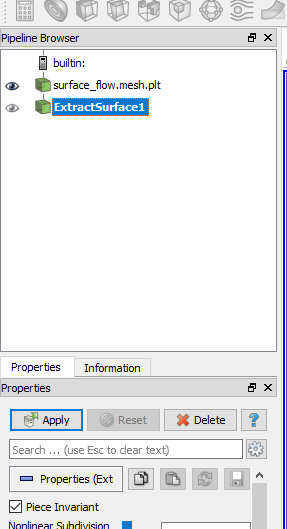 Pipeline Browser
builtin:
surface_flow.mesh.plt
ExtractSurface1
Properties Information
Properties
Apply Reset Delete ?
Search ... (use Esc to clear text)
Properties (Ext
Piece Invariant
Nonlinear Subdivision